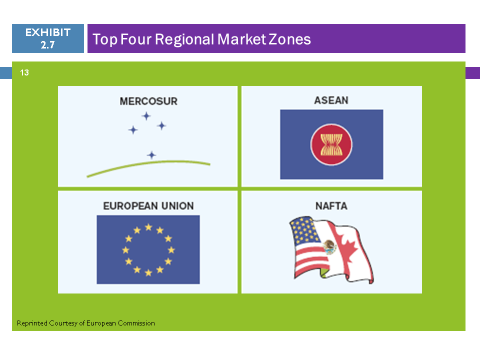 EXHIBIT
2.7
Top Four Regional Market Zones
13
MERCOSUR
ASEAN
EUROPEAN UNION
NAFTA
Reprinted Courtesy of European Commission